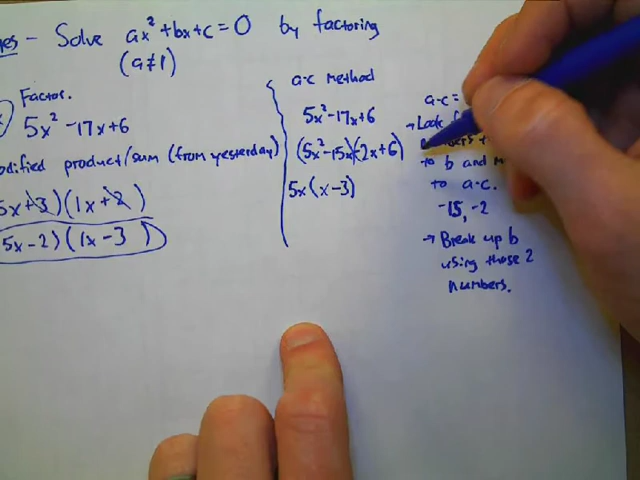 – Solve ax² + bx + c = 0 by factoring
(a ≠ 1)
Factor.
5x² - 17x + 6
odified product/sum (from yesterday)
5x + 3)(1x + 2)
5x - 2)(1x - 3)
a·c method
5x² - 17x + 6
(5x² - 15x)(-2x + 6)
5x(x - 3)
a·c =
→ Look
to b and
to a·c.
-15, -2
→ Break up b
using those 2
numbers.